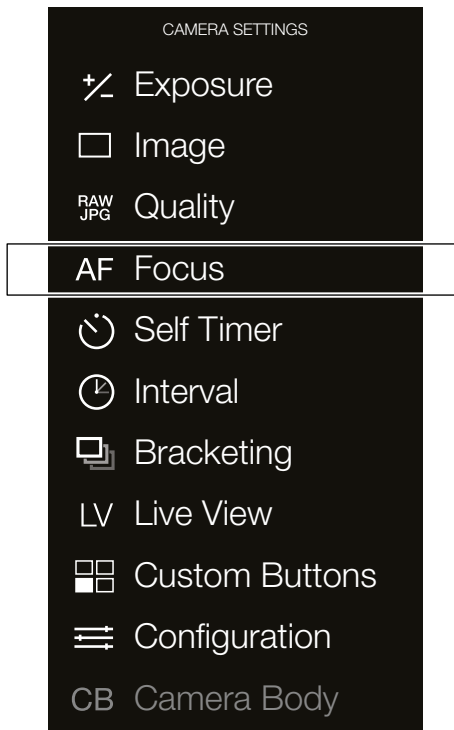 CAMERA SETTINGS
Exposure
Image
RAW
JPG Quality
AF Focus
Self Timer
Interval
Bracketing
LV Live View
Custom Buttons
Configuration
CB Camera Body